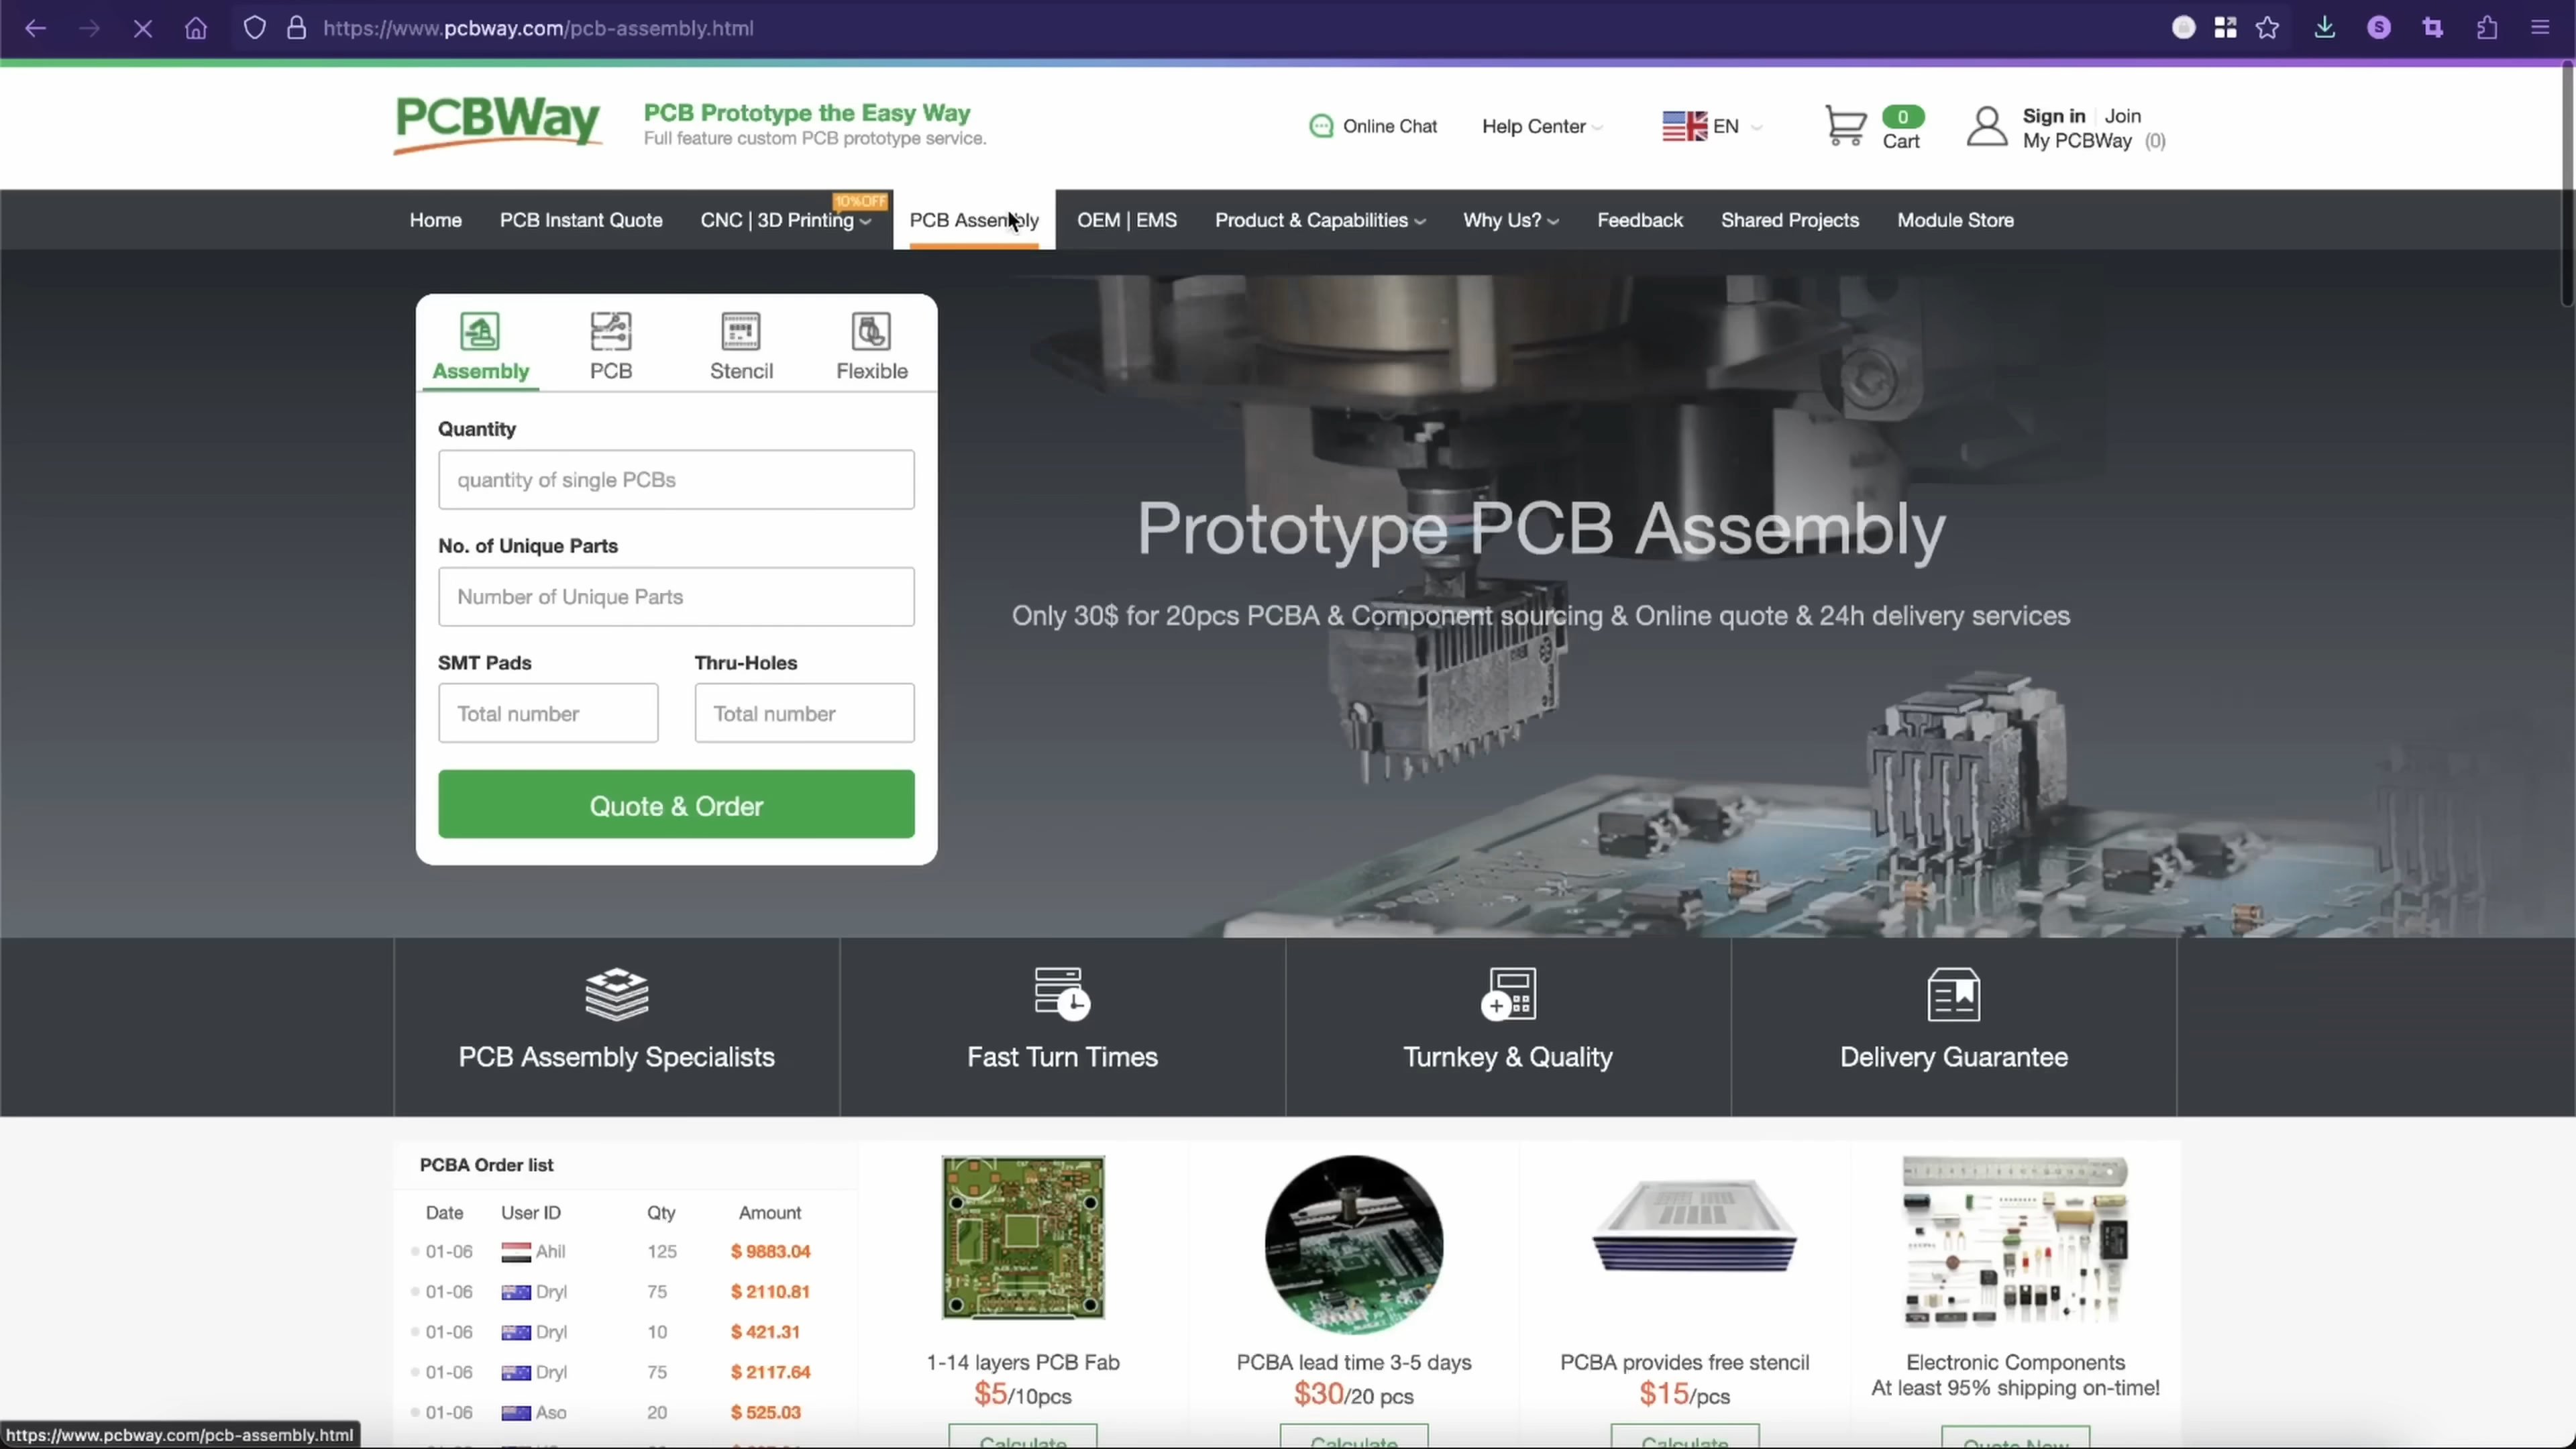 https://www.pcbway.com/pcb-assembly.html
S
PCBWay
PCB Prototype the Easy Way
Full feature custom PCB prototype service.
Online Chat
Help Center
EN
0
Cart
Sign in
Join
My PCBWay (0)
Home
PCB Instant Quote
10%OFF
CNC | 3D Printing
PCB Assembly
OEM | EMS
Product & Capabilities
Why Us?
Feedback
Shared Projects
Module Store
Assembly
PCB
Stencil
Flexible
Quantity
quantity of single PCBs
No. of Unique Parts
Number of Unique Parts
SMT Pads
Thru-Holes
Total number
Total number
Quote & Order
Prototype PCB Assembly
Only 30$ for 20pcs PCBA & Component sourcing & Online quote & 24h delivery services
PCB Assembly Specialists
Fast Turn Times
Turnkey & Quality
Delivery Guarantee
PCBA Order list
Date User ID Qty Amount
01-06 Ahil 125 $ 9883.04
01-06 Dryl 75 $ 2110.81
01-06 Dryl 10 $ 421.31
01-06 Dryl 75 $ 2117.64
01-06 Aso 20 $ 525.03
1-14 layers PCB Fab
$5/10pcs
Calculate
PCBA lead time 3-5 days
$30/20 pcs
Calculate
PCBA provides free stencil
$15/pcs
Calculate
Electronic Components
At least 95% shipping on-time!
Quote Now
https://www.pcbway.com/pcb-assembly.html